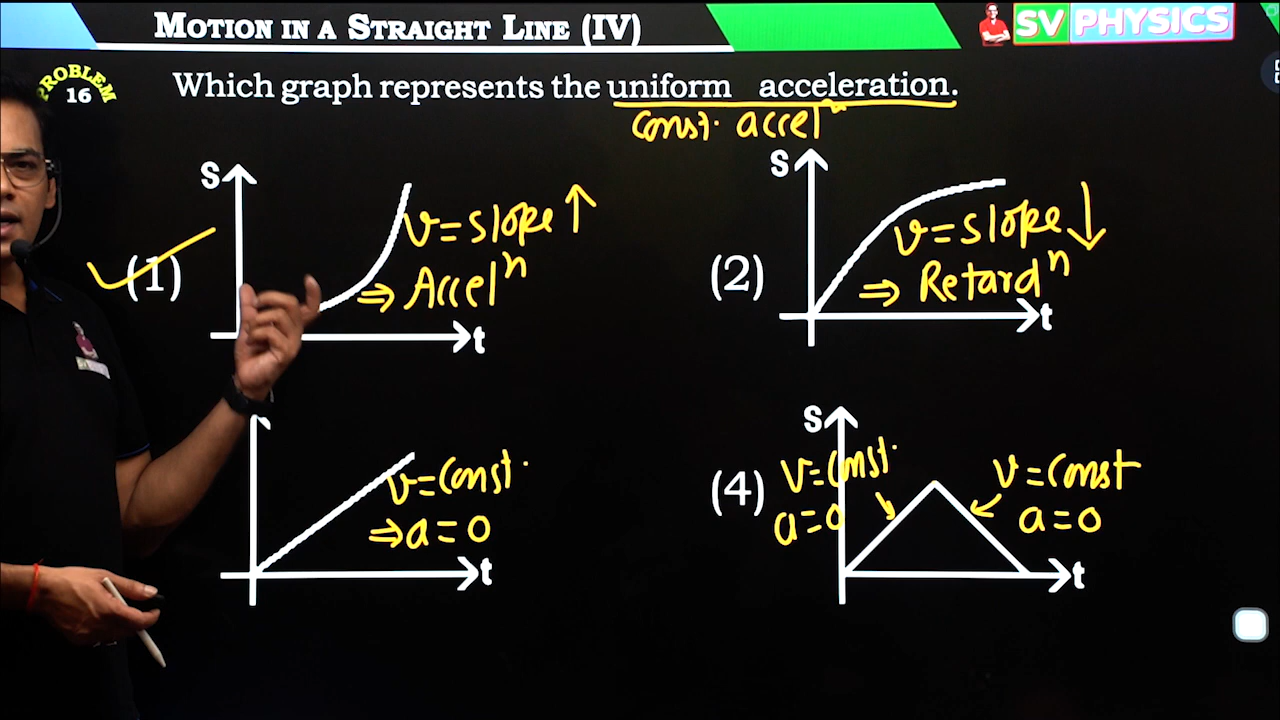 MOTION IN A STRAIGHT LINE (IV)
SV PHYSICS
PROBLEM
16
Which graph represents the uniform acceleration.
Const. accelⁿ
S
(1)
v = slope ↑
⇒ Accelⁿ
t
S
(2)
v = slope ↓
⇒ Retardⁿ
t
v = Const.
⇒ a = 0
t
S
(4)
v = Const.
a = 0
v = Const
a = 0
t